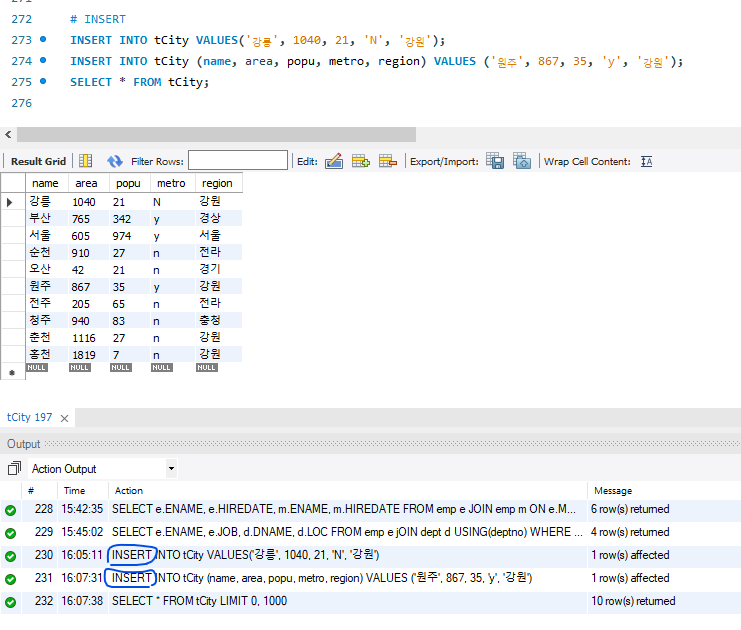 272 # INSERT
273 INSERT INTO tCity VALUES('강릉', 1040, 21, 'N', '강원');
274 INSERT INTO tCity (name, area, popu, metro, region) VALUES ('원주', 867, 35, 'y', '강원');
275 SELECT * FROM tCity;
276
Result Grid Filter Rows: Edit: Export/Import: Wrap Cell Content: IA
name area popu metro region
강릉 1040 21 N 강원
부산 765 342 y 경상
서울 605 974 y 서울
순천 910 27 n 전라
오산 42 21 n 경기
원주 867 35 y 강원
전주 205 65 n 전라
청주 940 83 n 충청
춘천 1116 27 n 강원
홍천 1819 7 n 강원
NULL NULL NULL NULL NULL
tCity 197
Output
Action Output
# Time Action Message
228 15:42:35 SELECT e.ENAME, e.HIREDATE, m.ENAME, m.HIREDATE FROM emp e JOIN emp m ON e.M... 6 row(s) returned
229 15:45:02 SELECT e.ENAME, e.JOB, d.DNAME, d.LOC FROM emp e jOIN dept d USING(deptno) WHERE ... 4 row(s) returned
230 16:05:11 INSERT INTO tCity VALUES('강릉', 1040, 21, 'N', '강원') 1 row(s) affected
231 16:07:31 INSERT INTO tCity (name, area, popu, metro, region) VALUES ('원주', 867, 35, 'y', '강원') 1 row(s) affected
232 16:07:38 SELECT * FROM tCity LIMIT 0, 1000 10 row(s) returned